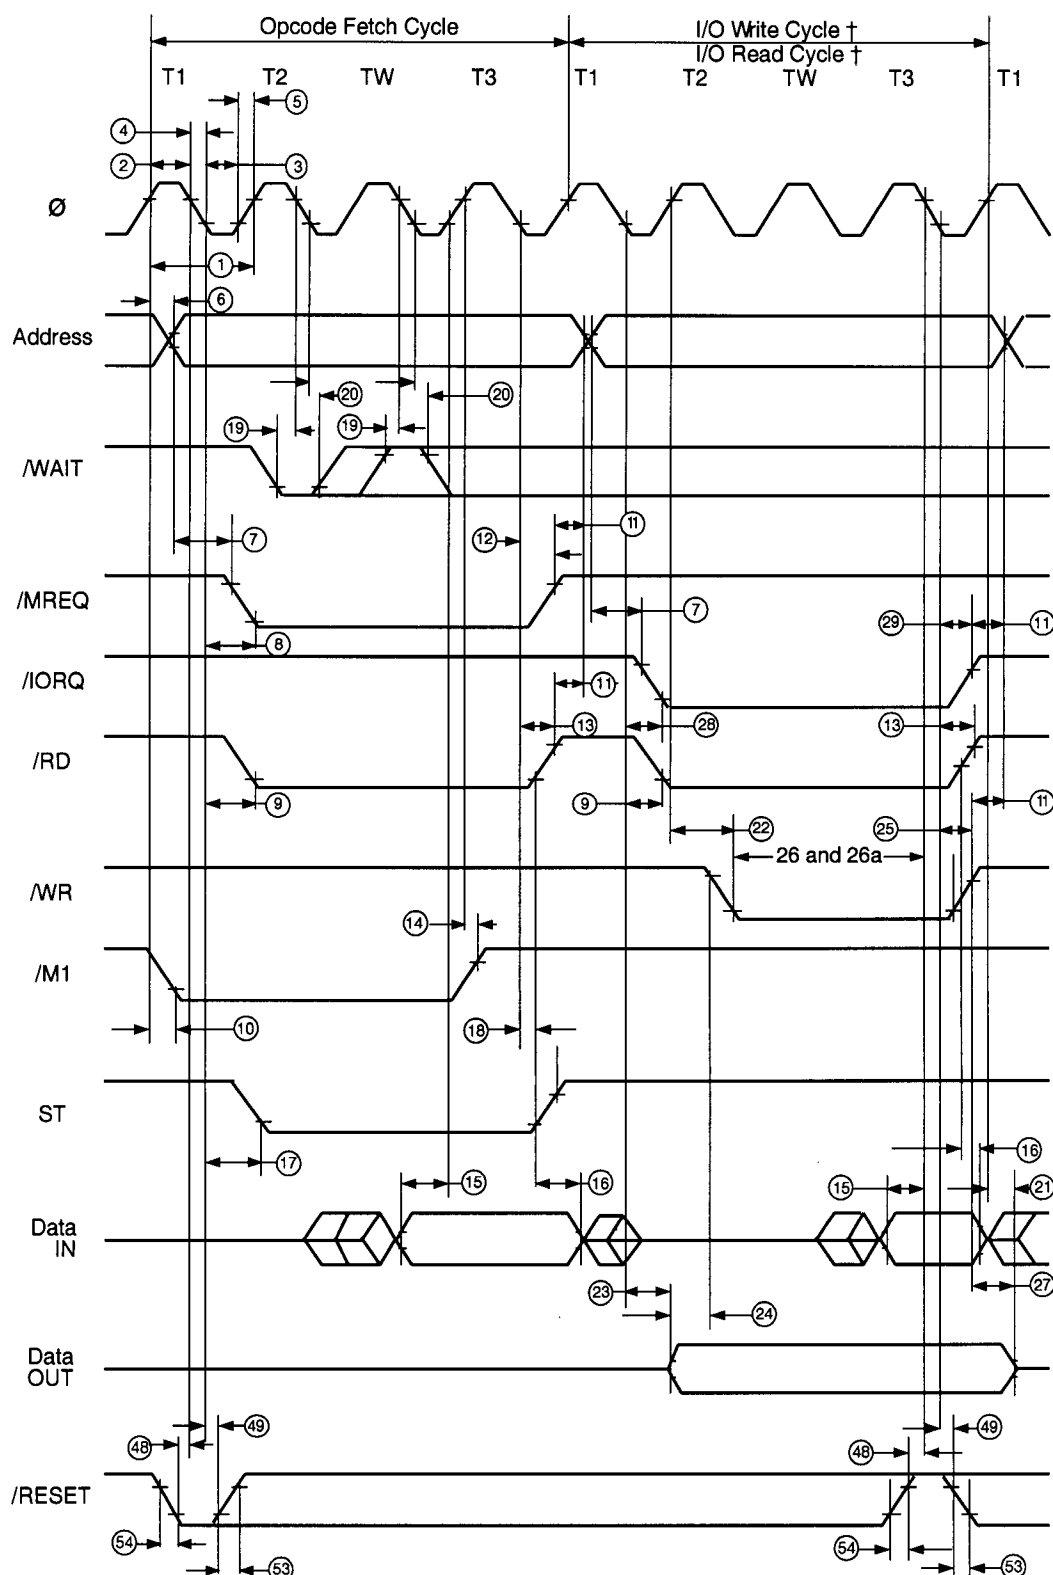 Opcode Fetch Cycle
I/O Write Cycle †
I/O Read Cycle †
T1 T2 TW T3 T1 T2 TW T3 T1
5
4
2 3
Ø
1
6
Address
20 20
19 19
/WAIT
11
7 12
/MREQ
7 29 11
8
/IORQ
11
13 28 13
/RD
9 9 11
22 25
26 and 26a
/WR
14
/M1
10 18
ST
16
17
15 16 15 21
Data
IN
23 27
24
Data
OUT
49 49
48 48
/RESET
54 54
53 53